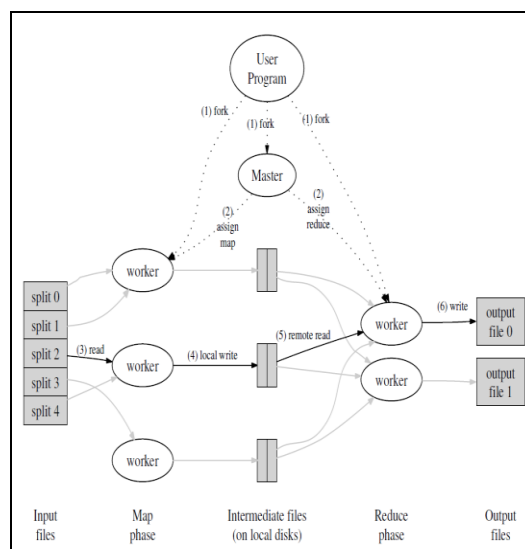 User
Program
(1) fork
(1) fork
(1) fork
Master
(2)
assign
map
(2)
assign
reduce
worker
split 0
split 1
split 2
split 3
split 4
(3) read
worker
(4) local write
(5) remote read
worker
(6) write
output
file 0
worker
output
file 1
worker
Input
files
Map
phase
Intermediate files
(on local disks)
Reduce
phase
Output
files